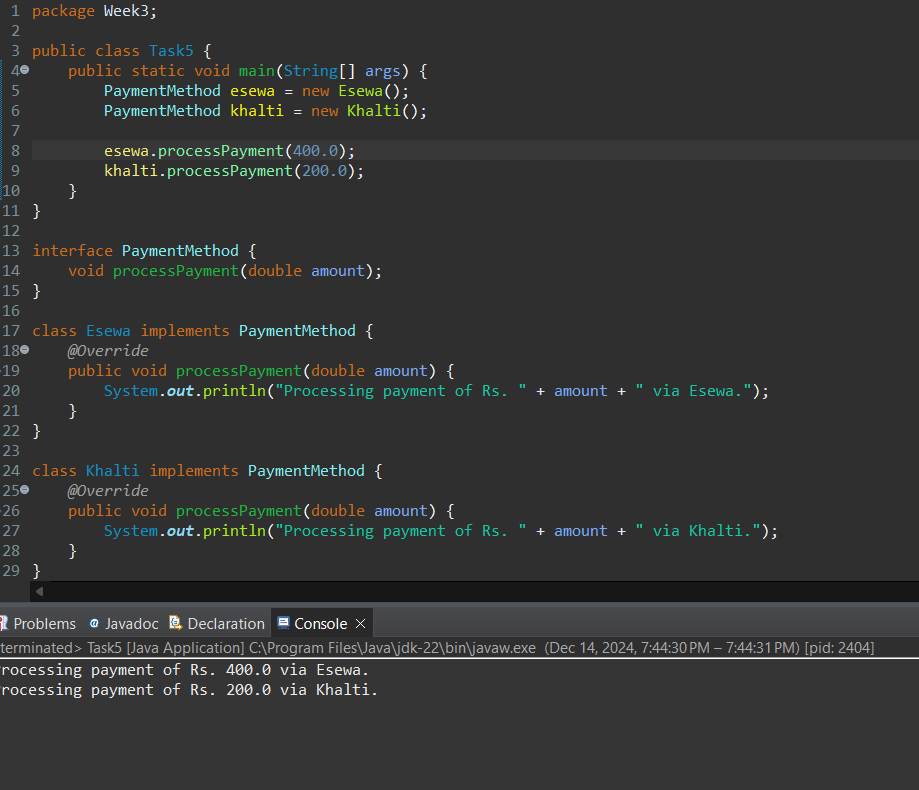 1 package Week3;
2
3 public class Task5 {
4 public static void main(String[] args) {
5 PaymentMethod esewa = new Esewa();
6 PaymentMethod khalti = new Khalti();
7
8 esewa.processPayment(400.0);
9 khalti.processPayment(200.0);
10 }
11 }
12
13 interface PaymentMethod {
14 void processPayment(double amount);
15 }
16
17 class Esewa implements PaymentMethod {
18 @Override
19 public void processPayment(double amount) {
20 System.out.println("Processing payment of Rs. " + amount + " via Esewa.");
21 }
22 }
23
24 class Khalti implements PaymentMethod {
25 @Override
26 public void processPayment(double amount) {
27 System.out.println("Processing payment of Rs. " + amount + " via Khalti.");
28 }
29 }
Problems @ Javadoc Declaration Console
terminated> Task5 [Java Application] C:\Program Files\Java\jdk-22\bin\javaw.exe (Dec 14, 2024, 7:44:30 PM – 7:44:31 PM) [pid: 2404]
rocessing payment of Rs. 400.0 via Esewa.
rocessing payment of Rs. 200.0 via Khalti.